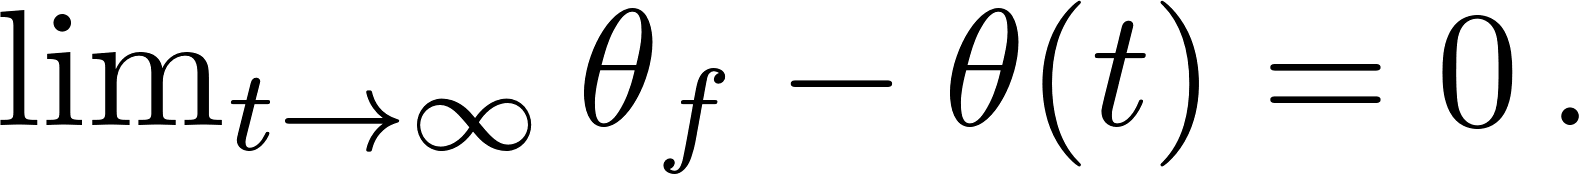 lim_{t→∞} θ_f − θ(t) = 0 .